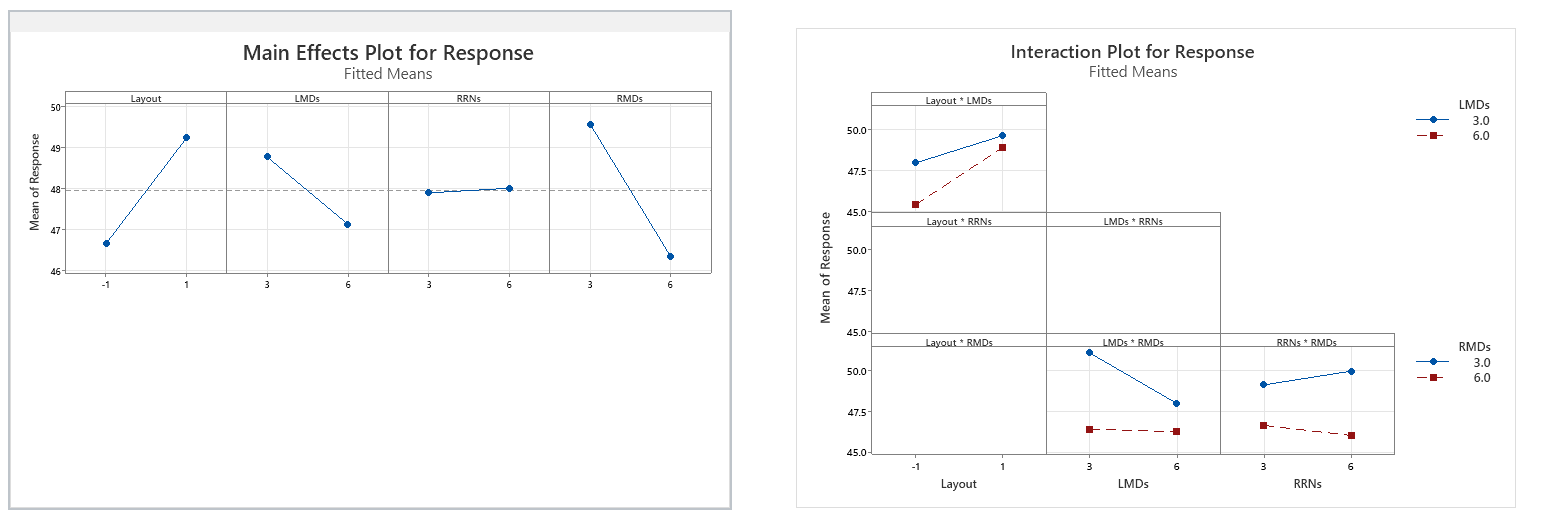 Main Effects Plot for Response
Fitted Means
Layout LMDs RRNs RMDs
50
49
48
47
46
Mean of Response
-1 1 3 6 3 6 3 6
Interaction Plot for Response
Fitted Means
Layout * LMDs
50.0
47.5
45.0
LMDs
3.0
6.0
Layout * RRNs LMDs * RRNs
50.0
47.5
45.0
Mean of Response
Layout * RMDs LMDs * RMDs RRNs * RMDs
50.0
47.5
45.0
RMDs
3.0
6.0
-1 1 3 6 3 6
Layout LMDs RRNs